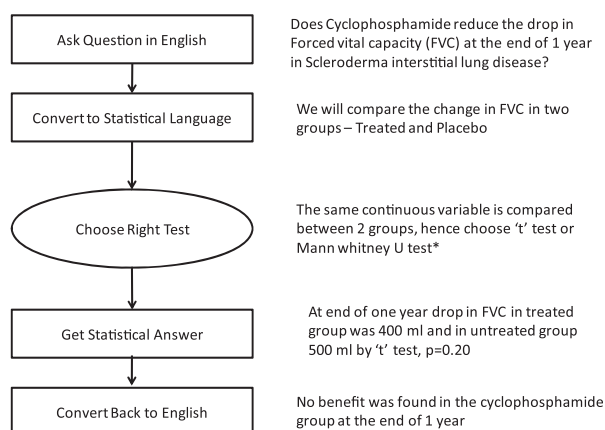 Ask Question in English
Does Cyclophosphamide reduce the drop in
Forced vital capacity (FVC) at the end of 1 year
in Scleroderma interstitial lung disease?
Convert to Statistical Language
We will compare the change in FVC in two
groups – Treated and Placebo
Choose Right Test
The same continuous variable is compared
between 2 groups, hence choose ‘t’ test or
Mann whitney U test*
Get Statistical Answer
At end of one year drop in FVC in treated
group was 400 ml and in untreated group
500 ml by ‘t’ test, p=0.20
Convert Back to English
No benefit was found in the cyclophosphamide
group at the end of 1 year